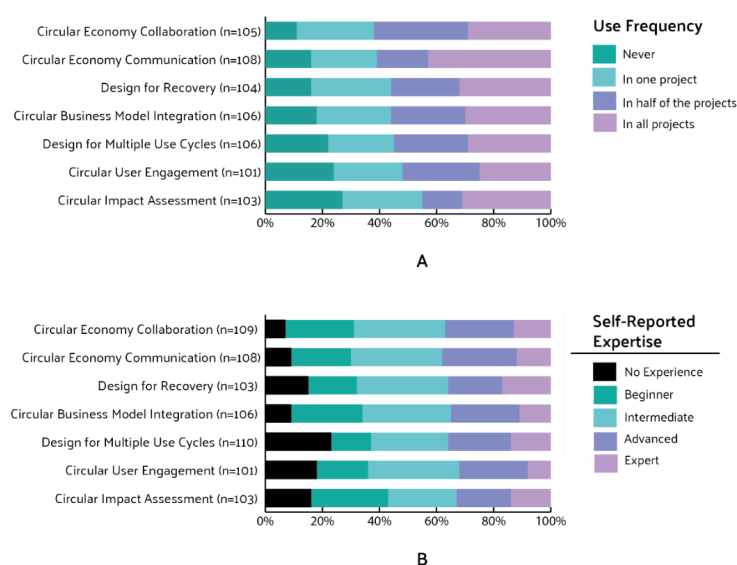 Circular Economy Collaboration (n=105)
Circular Economy Communication (n=108)
Design for Recovery (n=104)
Circular Business Model Integration (n=106)
Design for Multiple Use Cycles (n=106)
Circular User Engagement (n=101)
Circular Impact Assessment (n=103)
0% 20% 40% 60% 80% 100%
Use Frequency
Never
In one project
In half of the projects
In all projects
A
Circular Economy Collaboration (n=109)
Circular Economy Communication (n=108)
Design for Recovery (n=103)
Circular Business Model Integration (n=106)
Design for Multiple Use Cycles (n=110)
Circular User Engagement (n=101)
Circular Impact Assessment (n=103)
0% 20% 40% 60% 80% 100%
Self-Reported
Expertise
No Experience
Beginner
Intermediate
Advanced
Expert
B